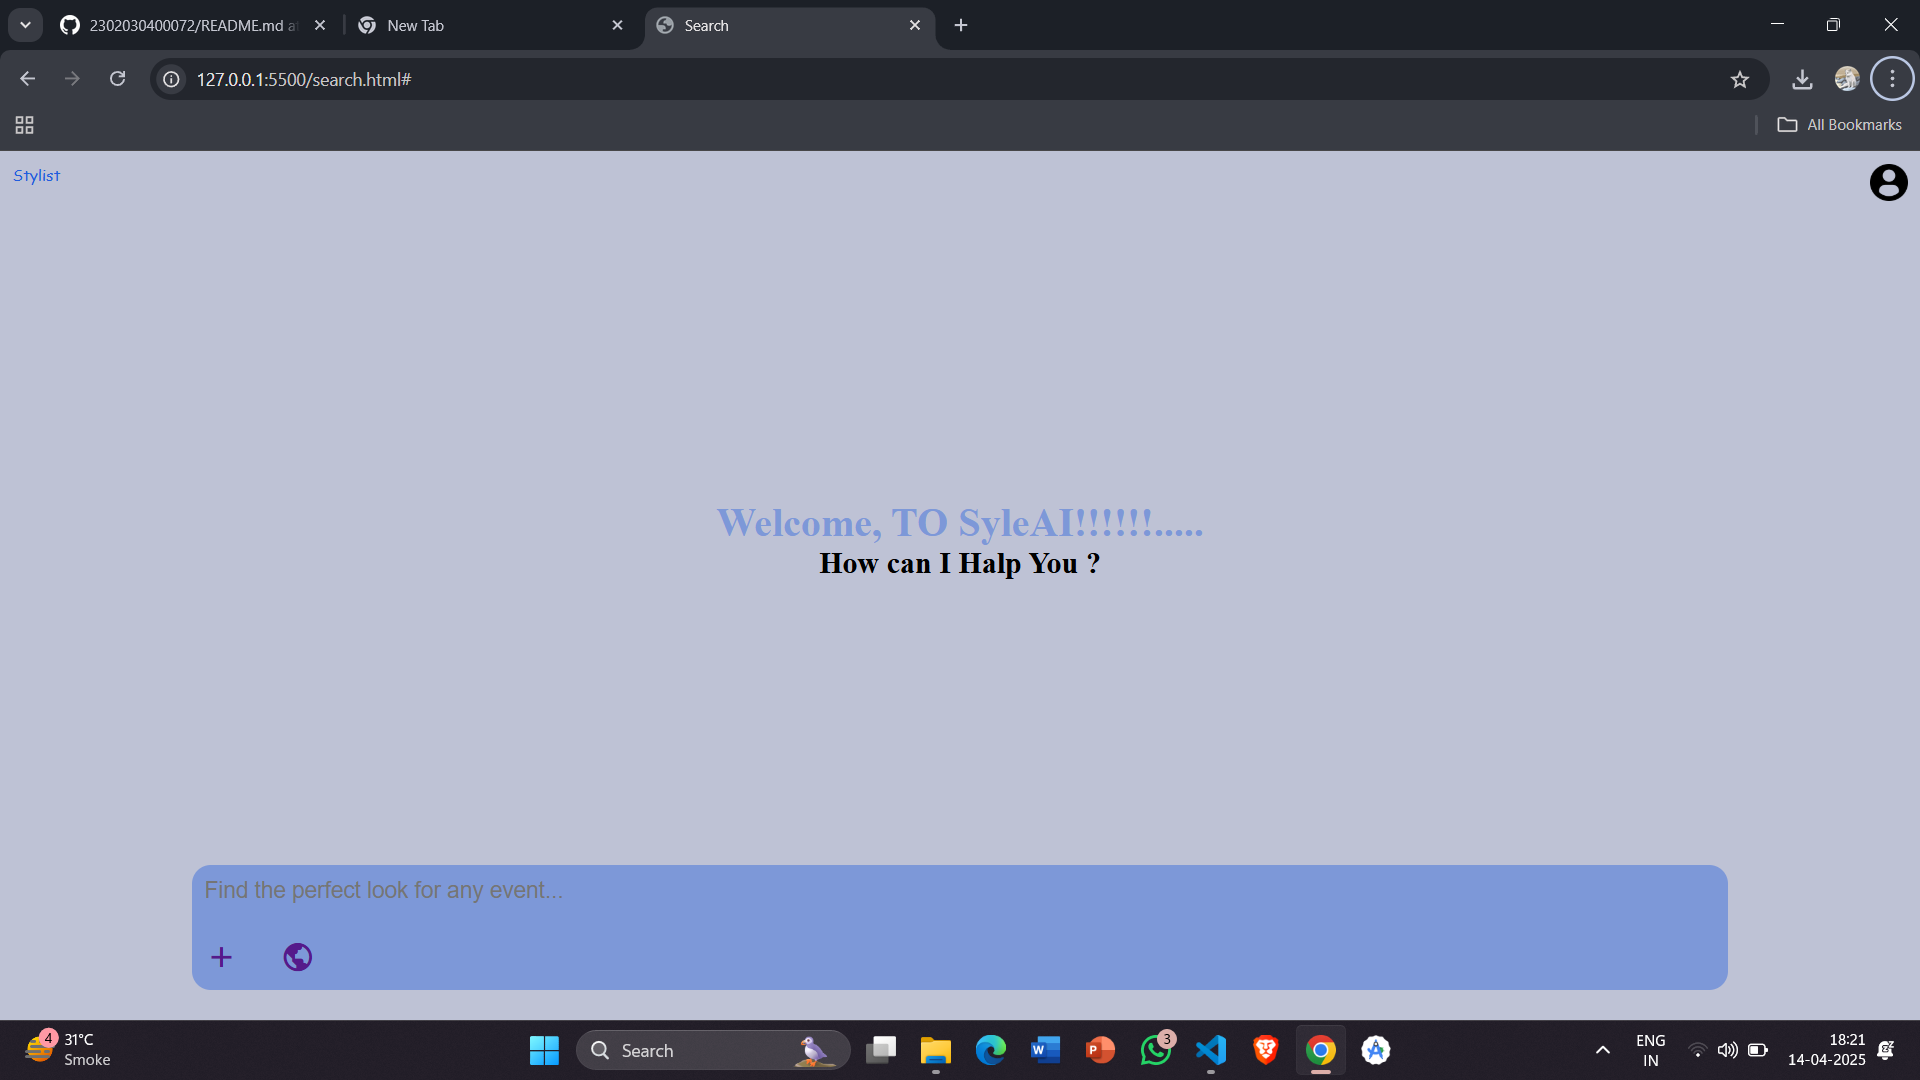 2302030400072/README.md a
New Tab
Search
127.0.0.1:5500/search.html#
All Bookmarks
Stylist
Welcome, TO SyleAI!!!!!!.....
How can I Halp You ?
Find the perfect look for any event...
4
31°C
Smoke
Search
3
ENG
IN
18:21
14-04-2025